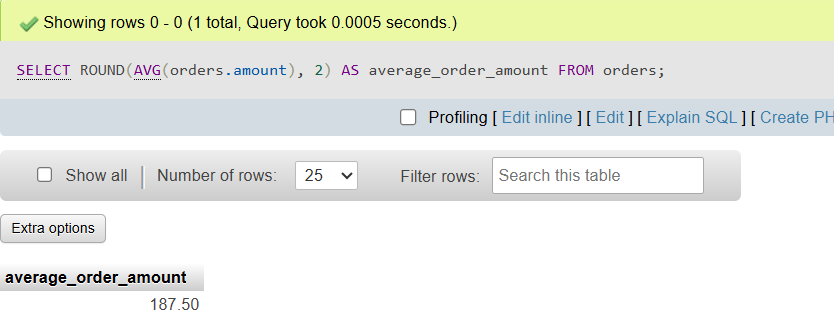 Showing rows 0 - 0 (1 total, Query took 0.0005 seconds.)
SELECT ROUND(AVG(orders.amount), 2) AS average_order_amount FROM orders;
Profiling [ Edit inline ] [ Edit ] [ Explain SQL ] [ Create PH
Show all Number of rows: 25 Filter rows: Search this table
Extra options
average_order_amount
187.50